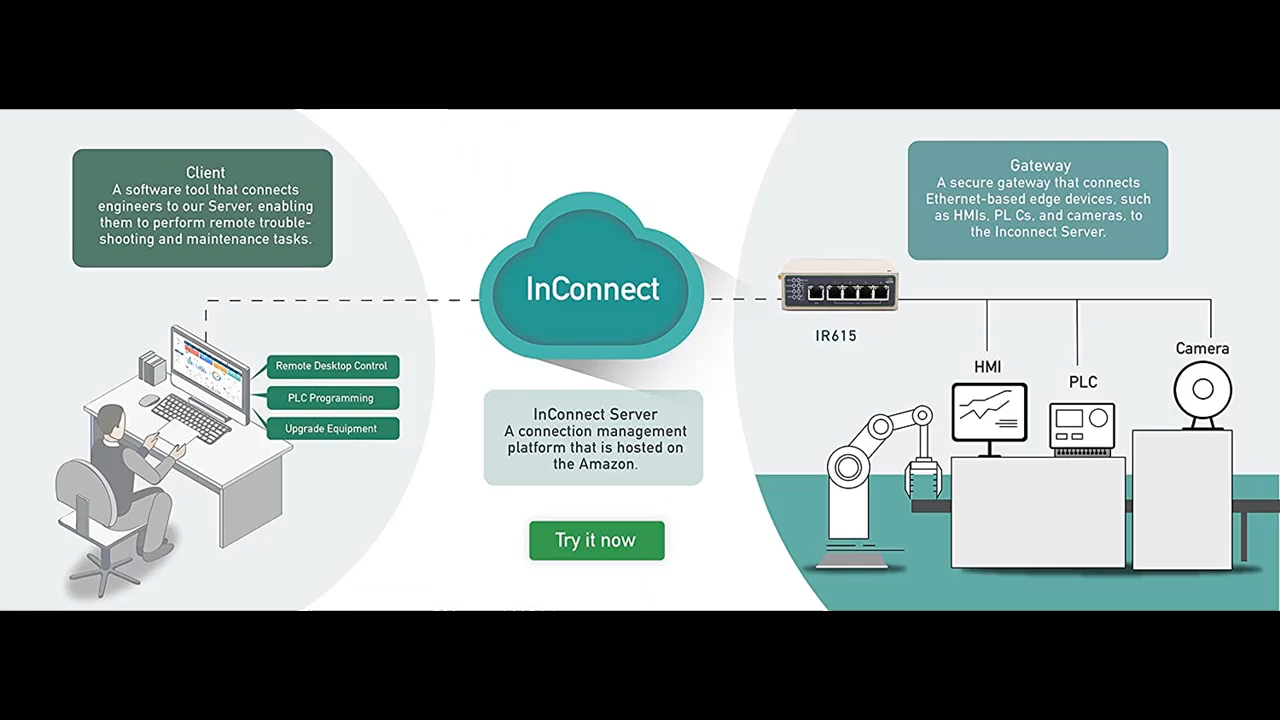 Client
A software tool that connects
engineers to our Server, enabling
them to perform remote trouble-
shooting and maintenance tasks.
Remote Desktop Control
PLC Programming
Upgrade Equipment
InConnect
InConnect Server
A connection management
platform that is hosted on
the Amazon.
Try it now
Gateway
A secure gateway that connects
Ethernet-based edge devices, such
as HMIs, PL Cs, and cameras, to
the Inconnect Server.
IR615
HMI
PLC
Camera